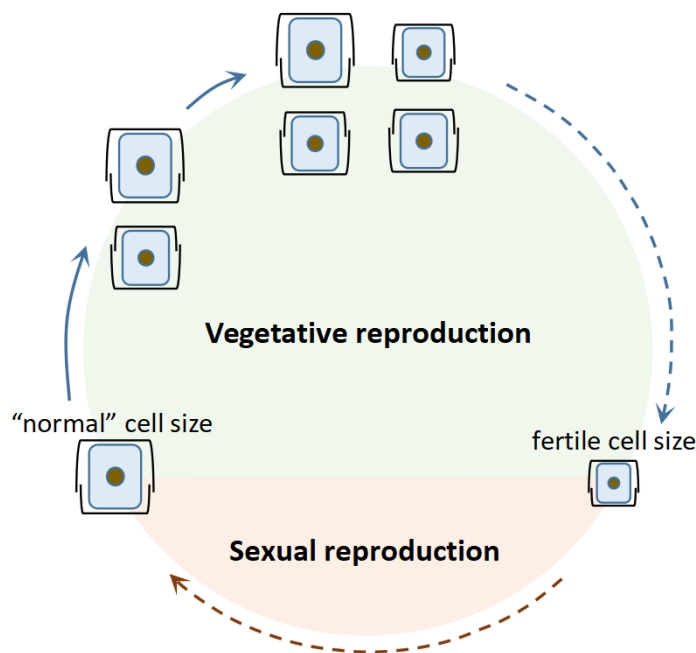 Vegetative reproduction
“normal” cell size
fertile cell size
Sexual reproduction